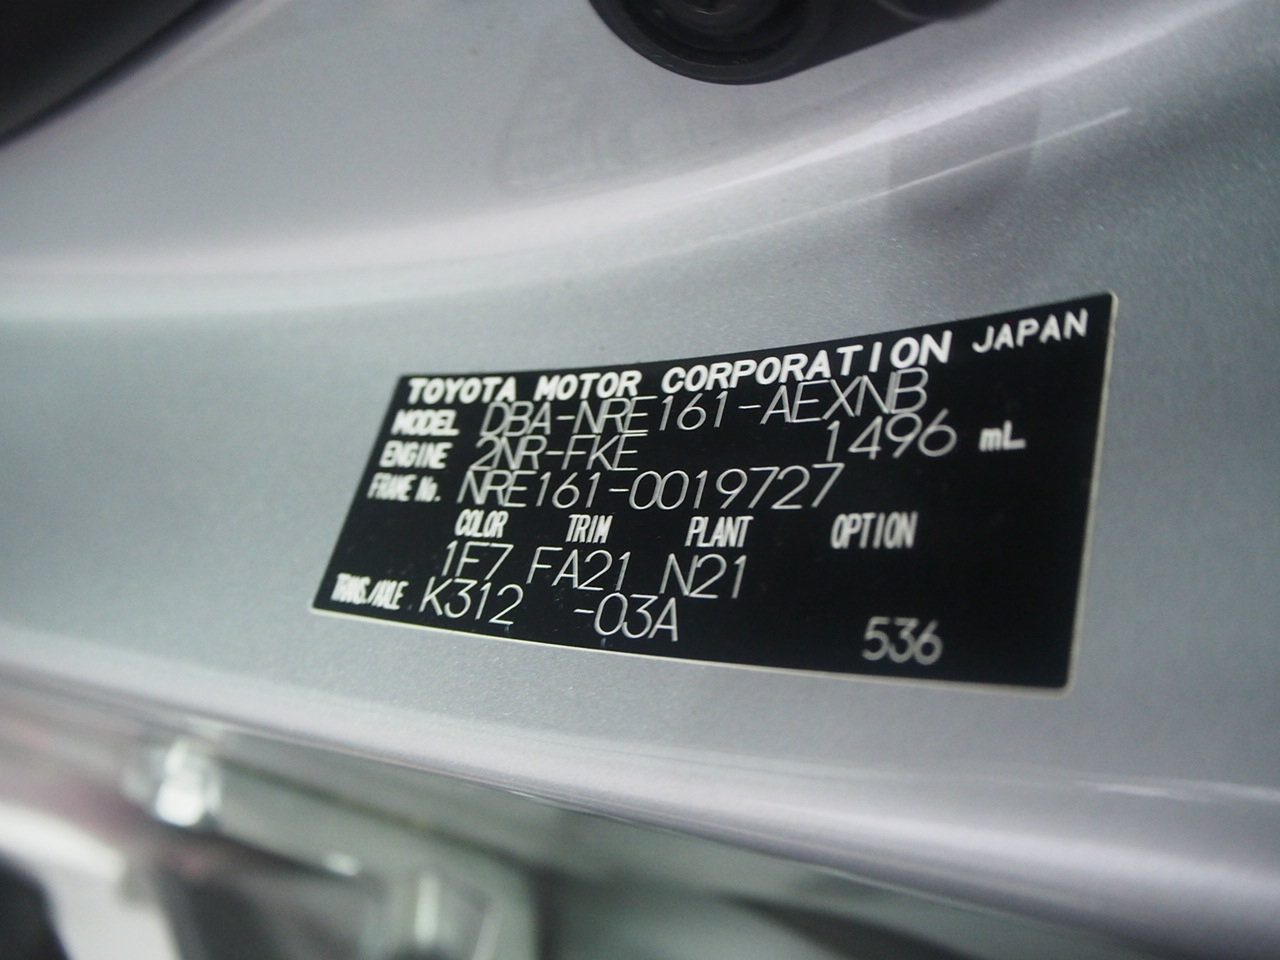 TOYOTA MOTOR CORPORATION JAPAN
MODEL DBA-NRE161-AEXNB
ENGINE 2NR-FKE 1496 mL
FRAME No. NRE161-0019727
COLOR TRIM PLANT OPTION
1F7 FA21 N21
TRANS./AXLE K312 -03A
536